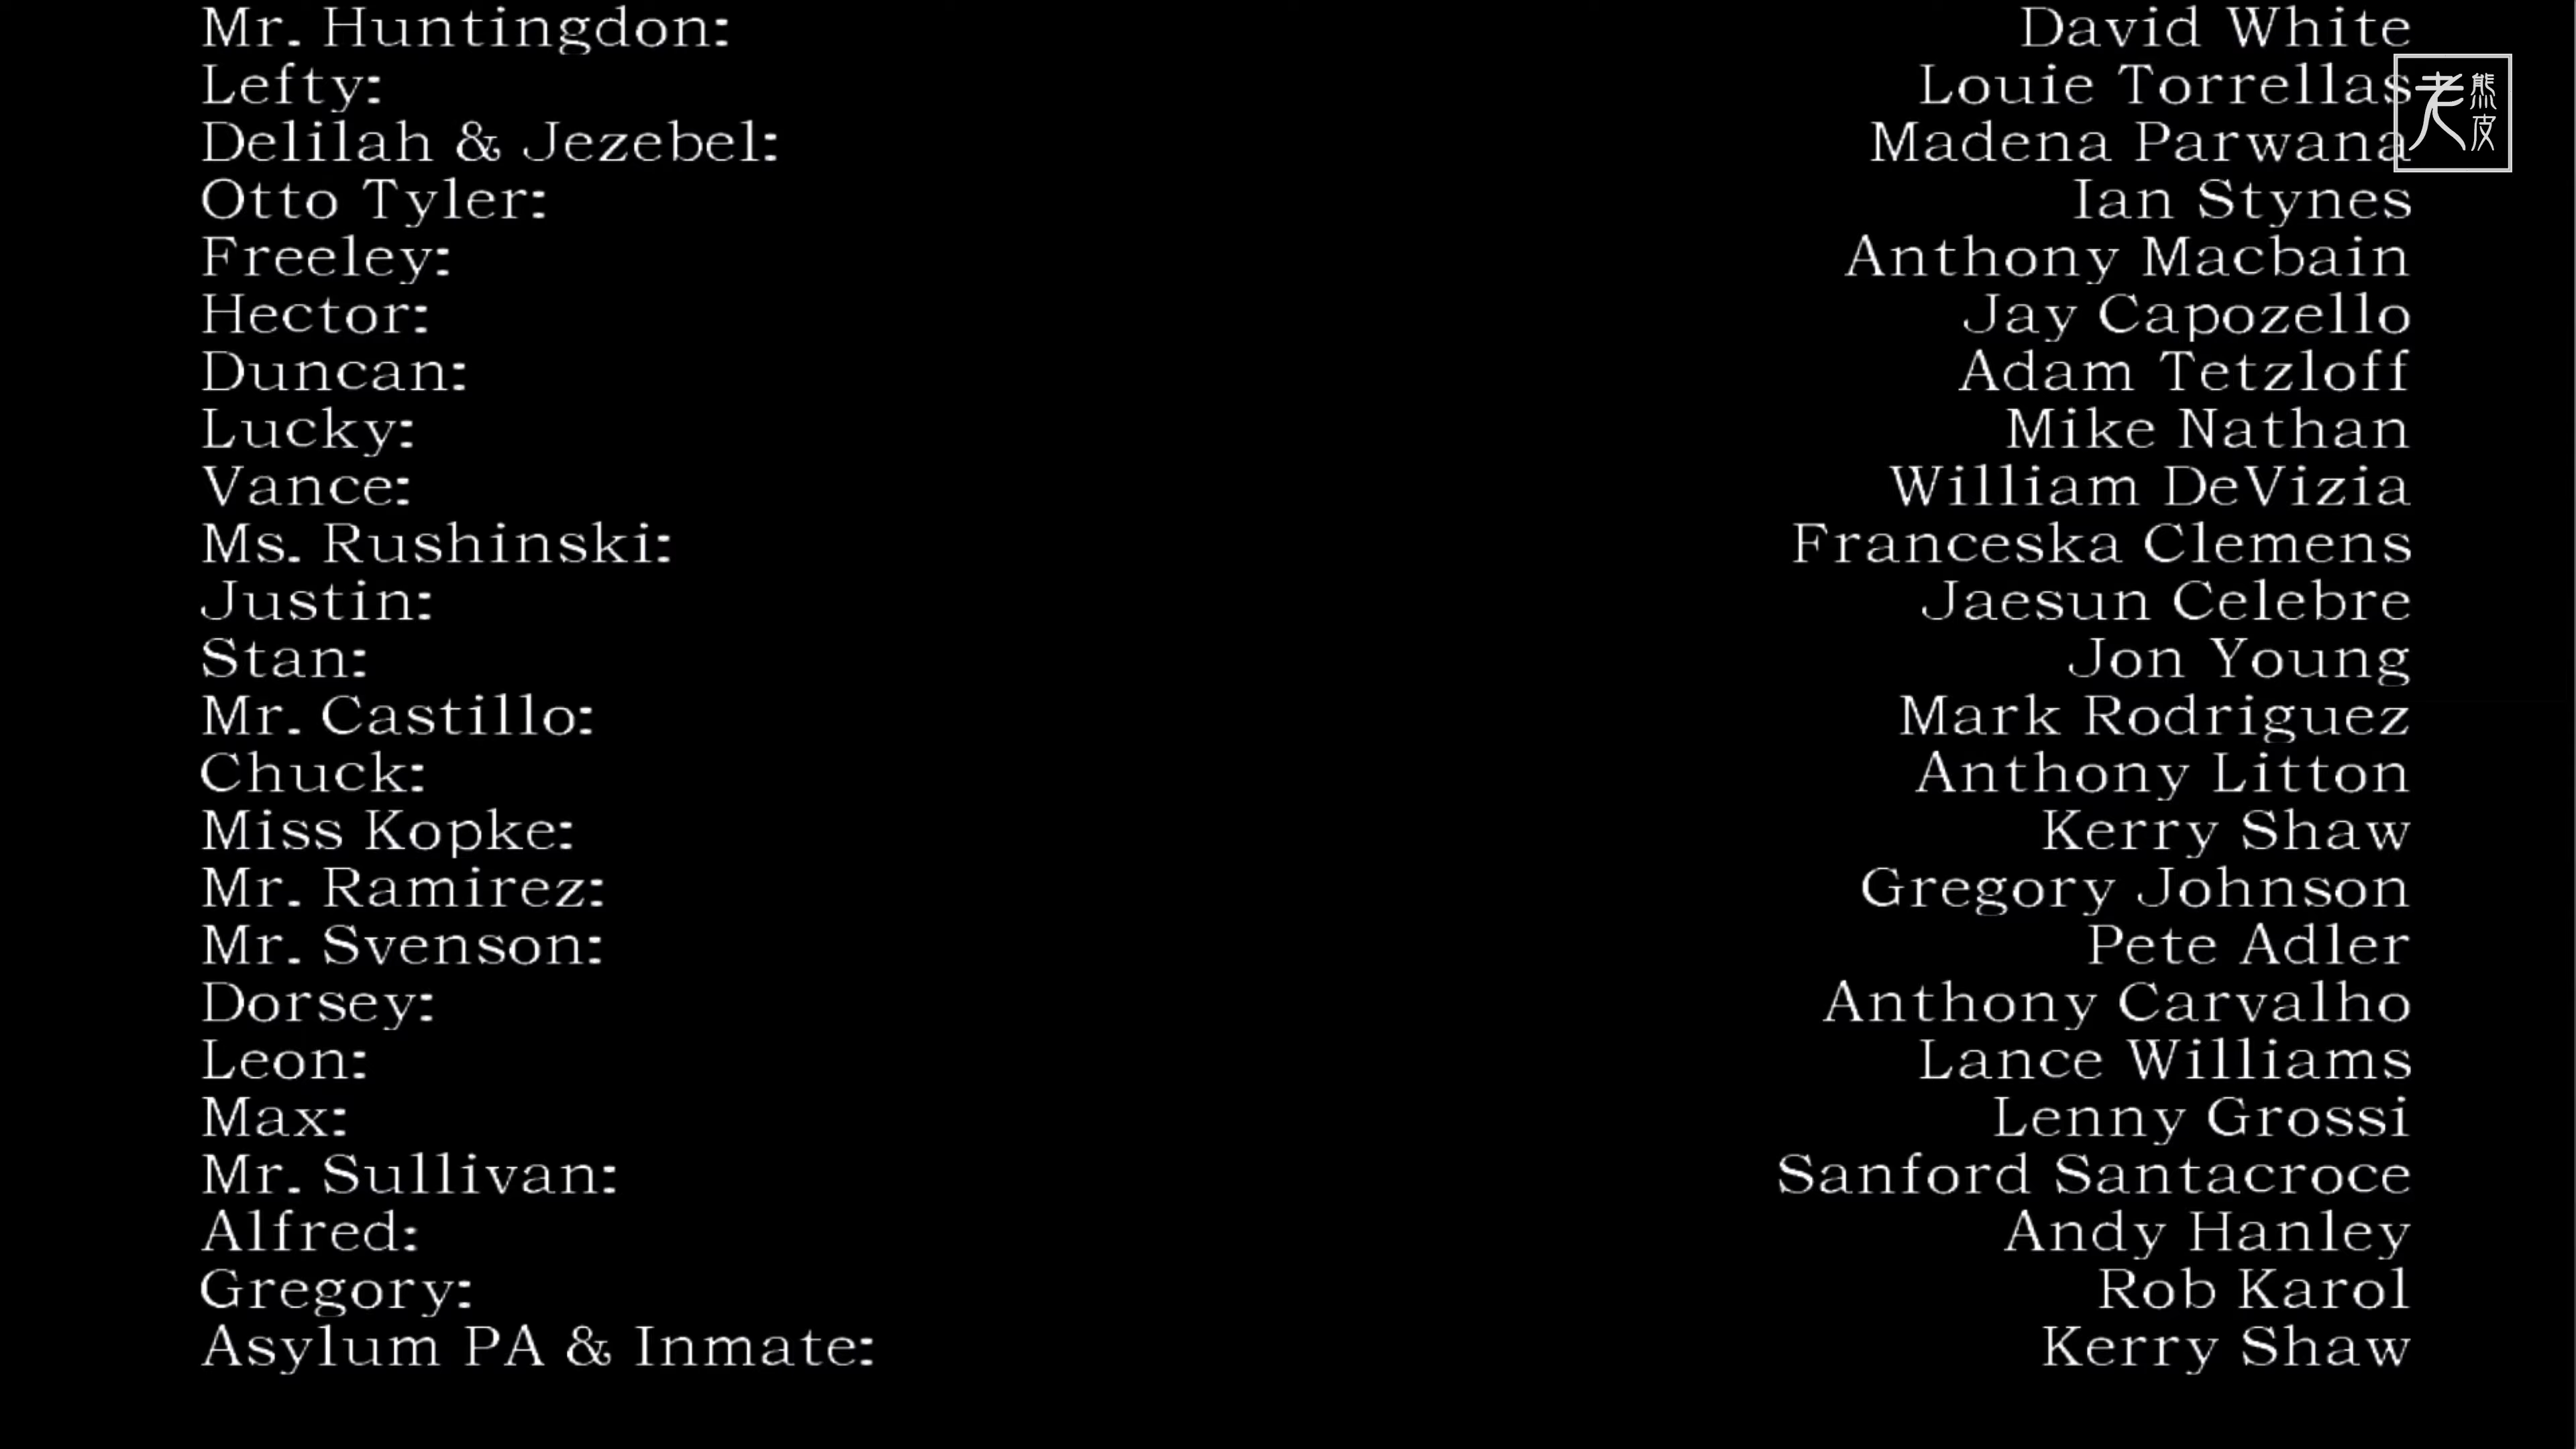 Mr. Huntingdon: David White
Lefty: Louie Torrellas
Delilah & Jezebel: Madena Parwana
Otto Tyler: Ian Stynes
Freeley: Anthony Macbain
Hector: Jay Capozello
Duncan: Adam Tetzloff
Lucky: Mike Nathan
Vance: William DeVizia
Ms. Rushinski: Franceska Clemens
Justin: Jaesun Celebre
Stan: Jon Young
Mr. Castillo: Mark Rodriguez
Chuck: Anthony Litton
Miss Kopke: Kerry Shaw
Mr. Ramirez: Gregory Johnson
Mr. Svenson: Pete Adler
Dorsey: Anthony Carvalho
Leon: Lance Williams
Max: Lenny Grossi
Mr. Sullivan: Sanford Santacroce
Alfred: Andy Hanley
Gregory: Rob Karol
Asylum PA & Inmate: Kerry Shaw
老熊皮